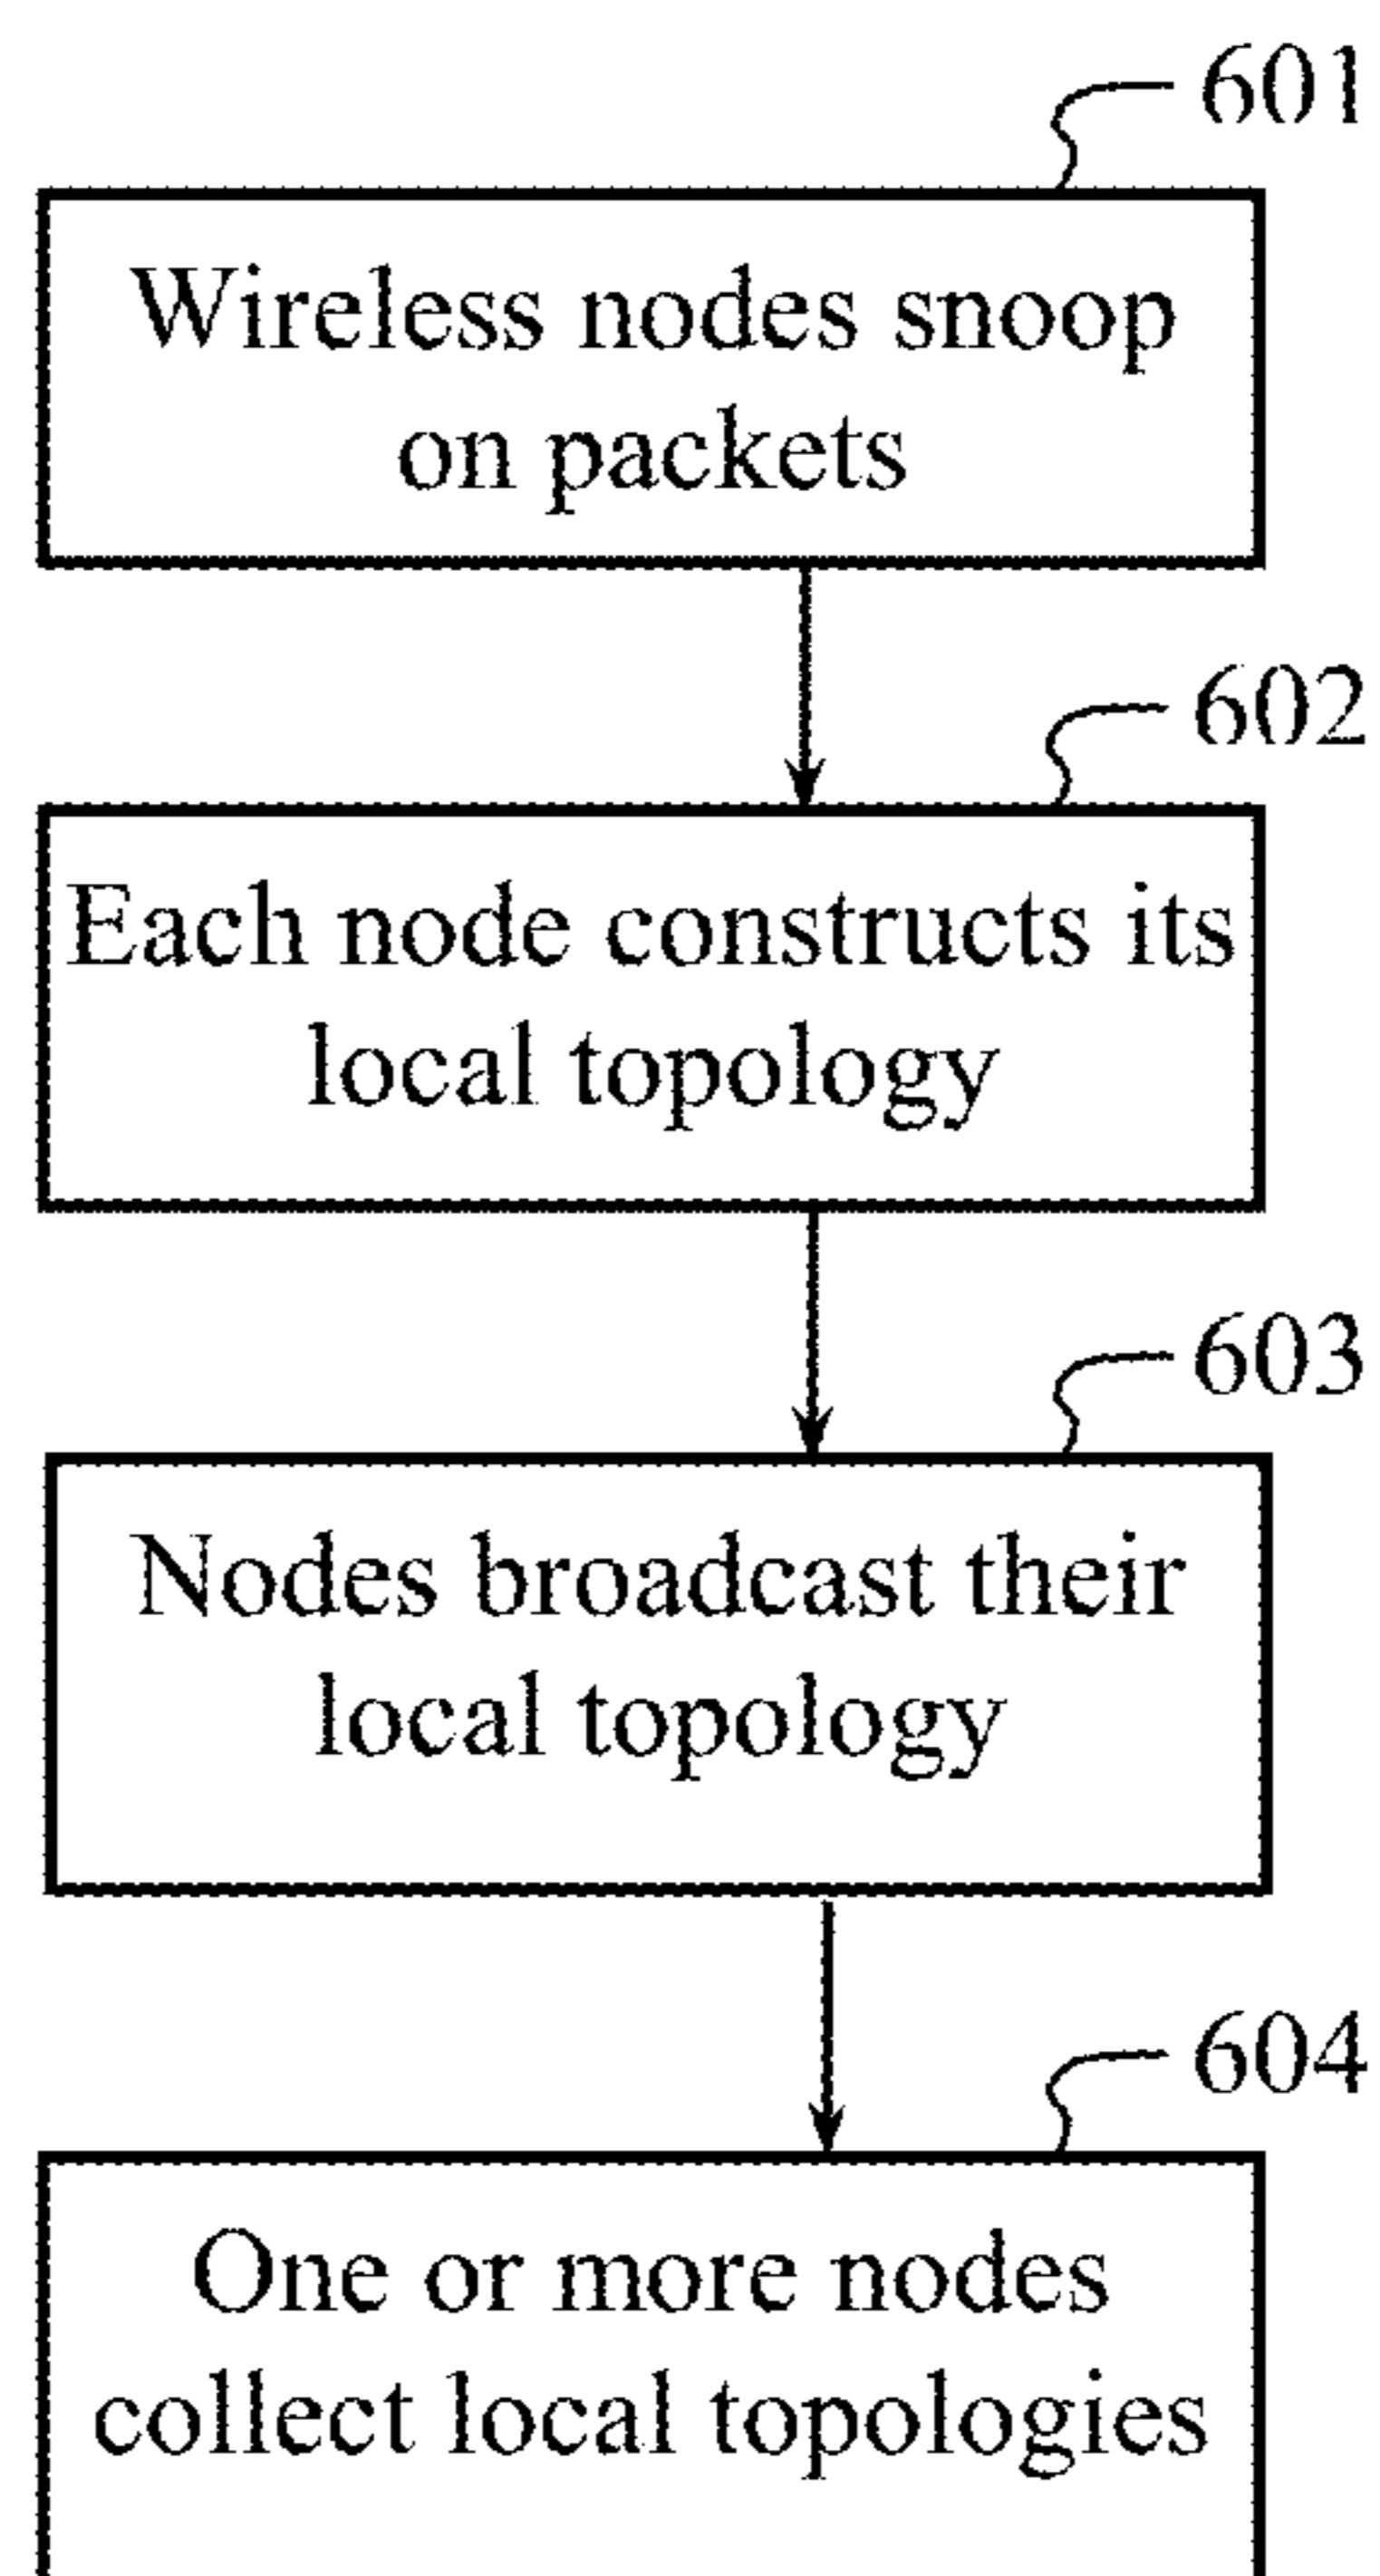 601
Wireless nodes snoop
on packets
602
Each node constructs its
local topology
603
Nodes broadcast their
local topology
604
One or more nodes
collect local topologies